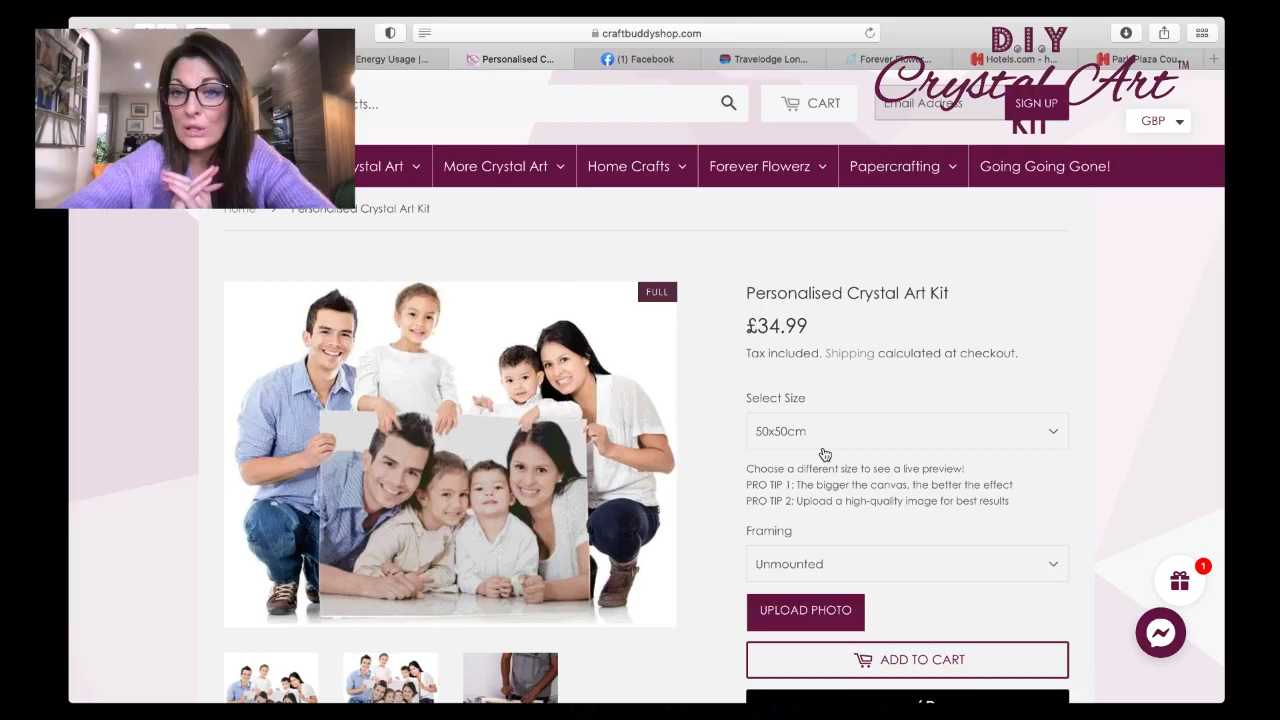 craftbuddyshop.com
Energy Usage |...
Personalised C...
(1) Facebook
Travelodge Lon...
Forever Flower...
Hotels.com - h...
Park Plaza Cou...
D.I.Y
Crystal Art™
KIT
cts...
CART
Email Address
SIGN UP
GBP
ystal Art
More Crystal Art
Home Crafts
Forever Flowerz
Papercrafting
Going Going Gone!
Home > Personalised Crystal Art Kit
FULL
Personalised Crystal Art Kit
£34.99
Tax included. Shipping calculated at checkout.
Select Size
50x50cm
Choose a different size to see a live preview!
PRO TIP 1: The bigger the canvas, the better the effect
PRO TIP 2: Upload a high-quality image for best results
Framing
Unmounted
1
UPLOAD PHOTO
ADD TO CART